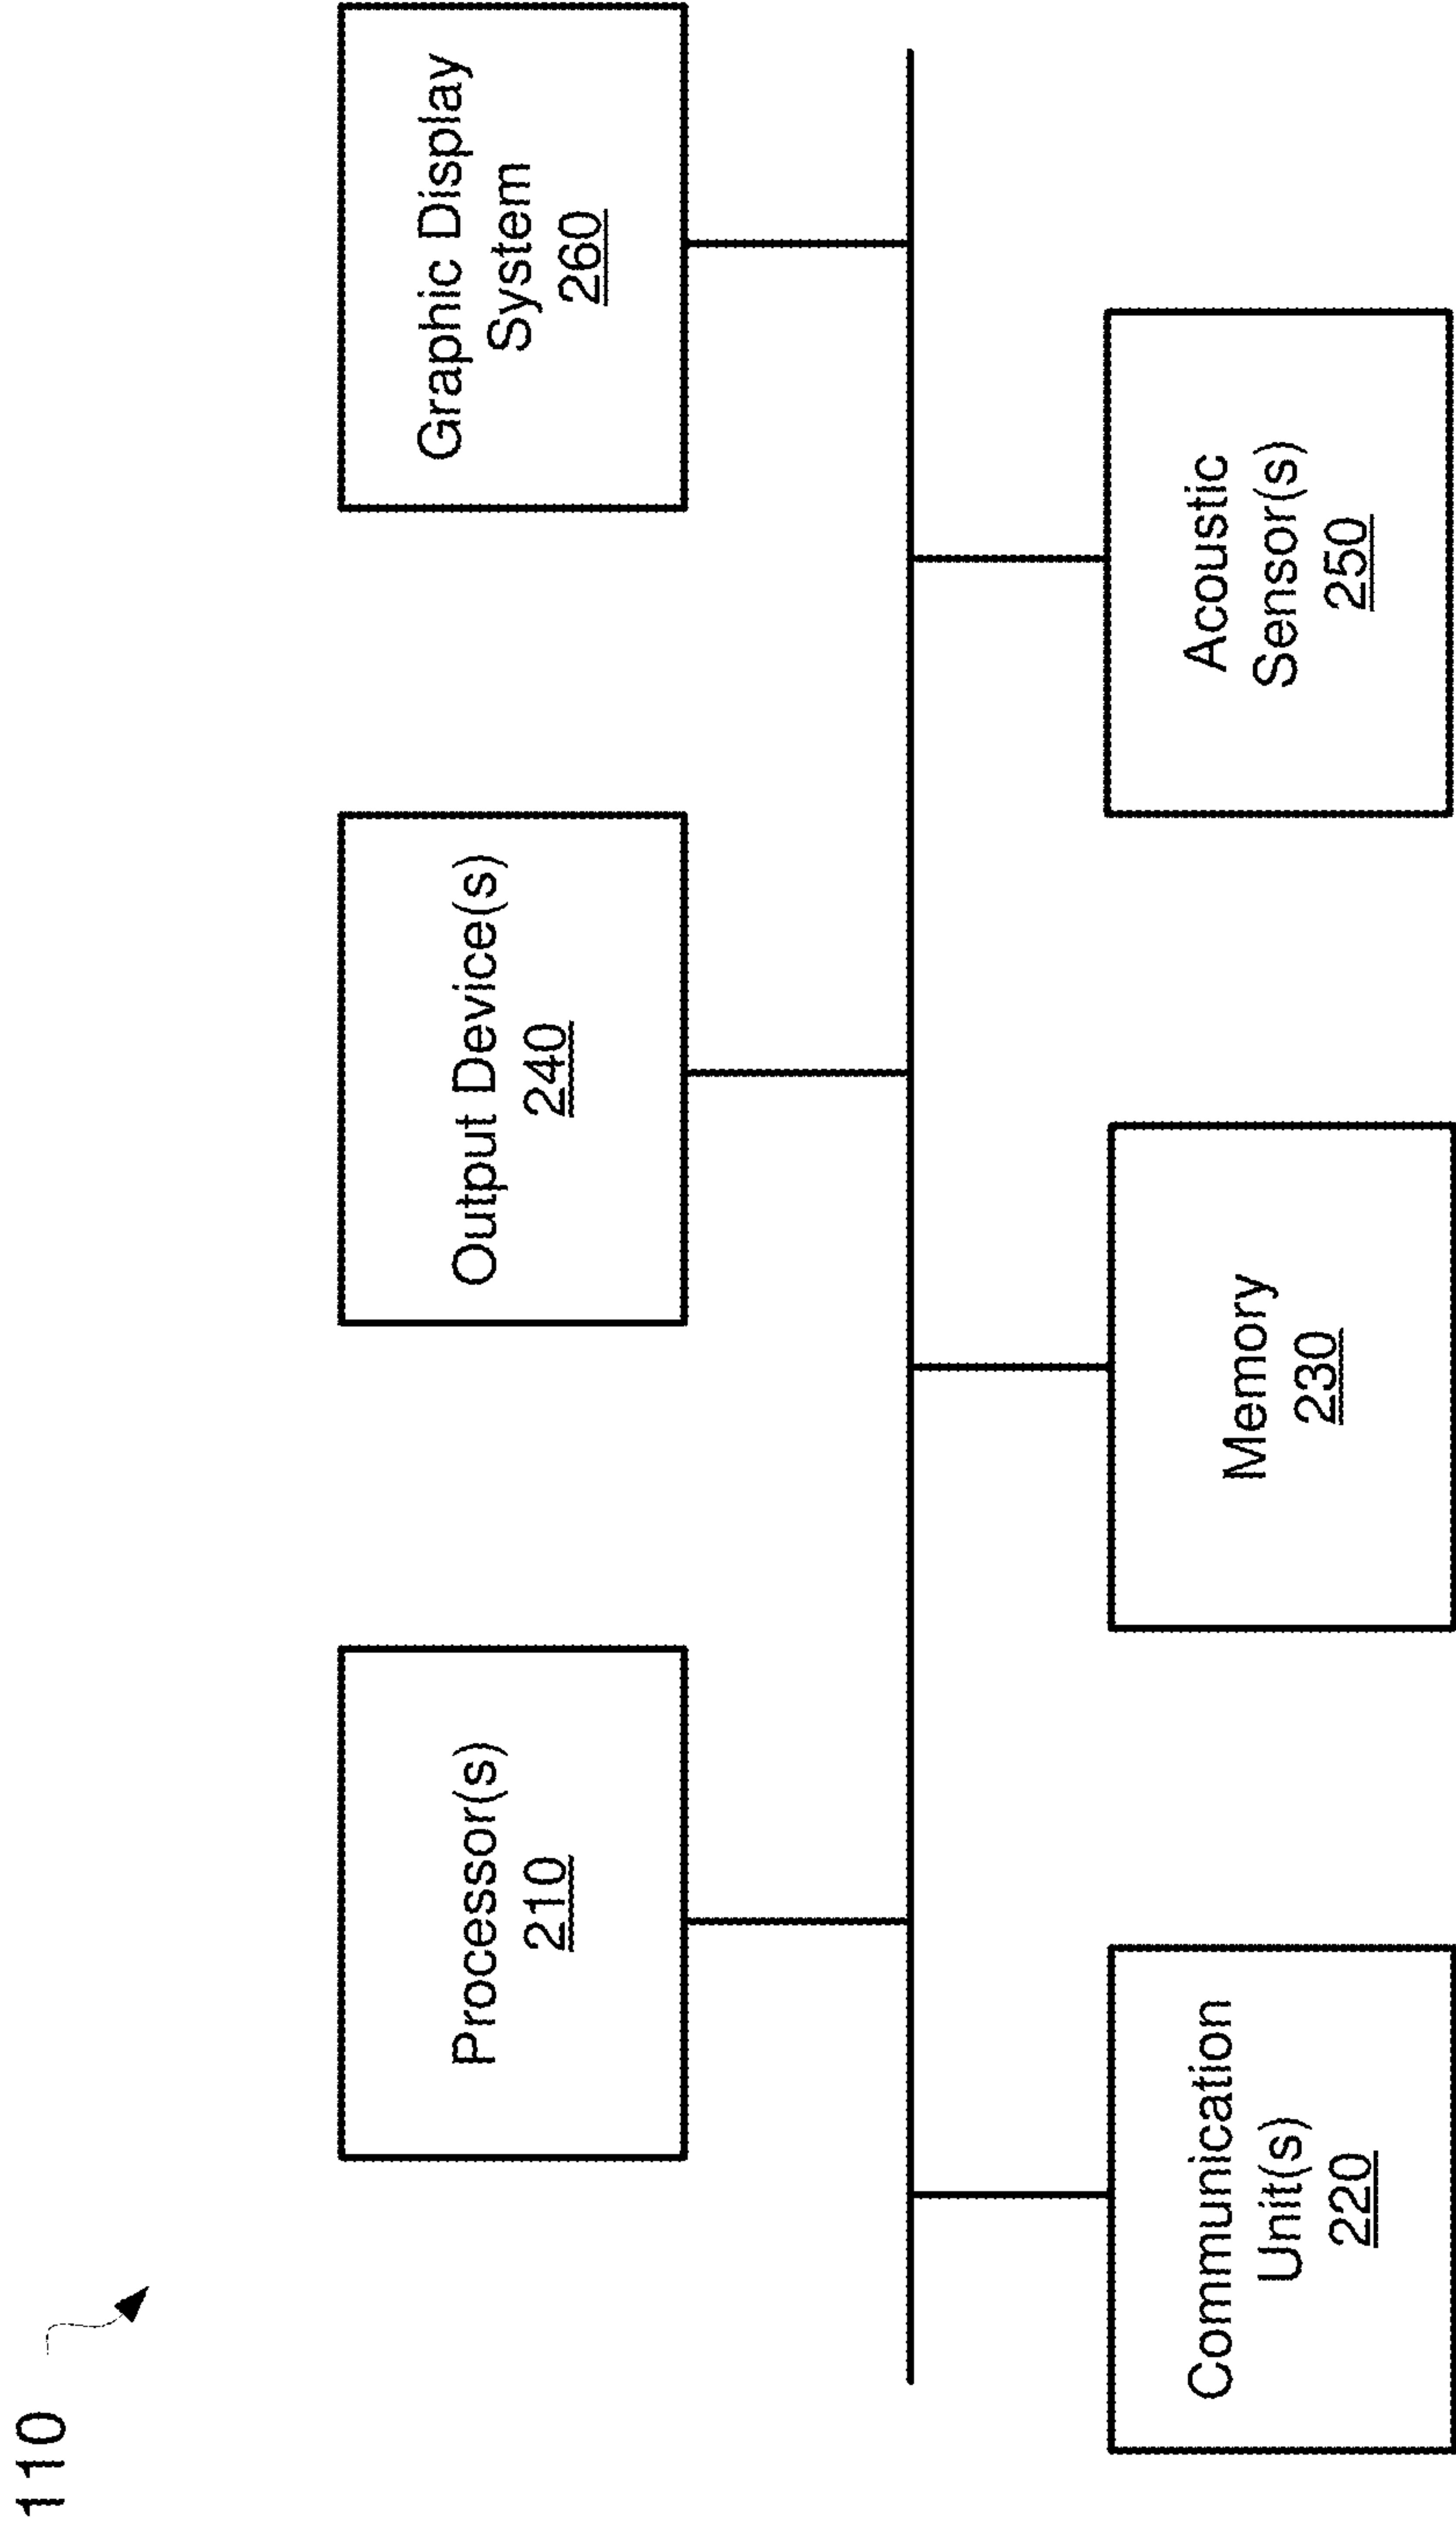 110
Processor(s)
210
Output Device(s)
240
Graphic Display
System
260
Communication
Unit(s)
220
Memory
230
Acoustic
Sensor(s)
250